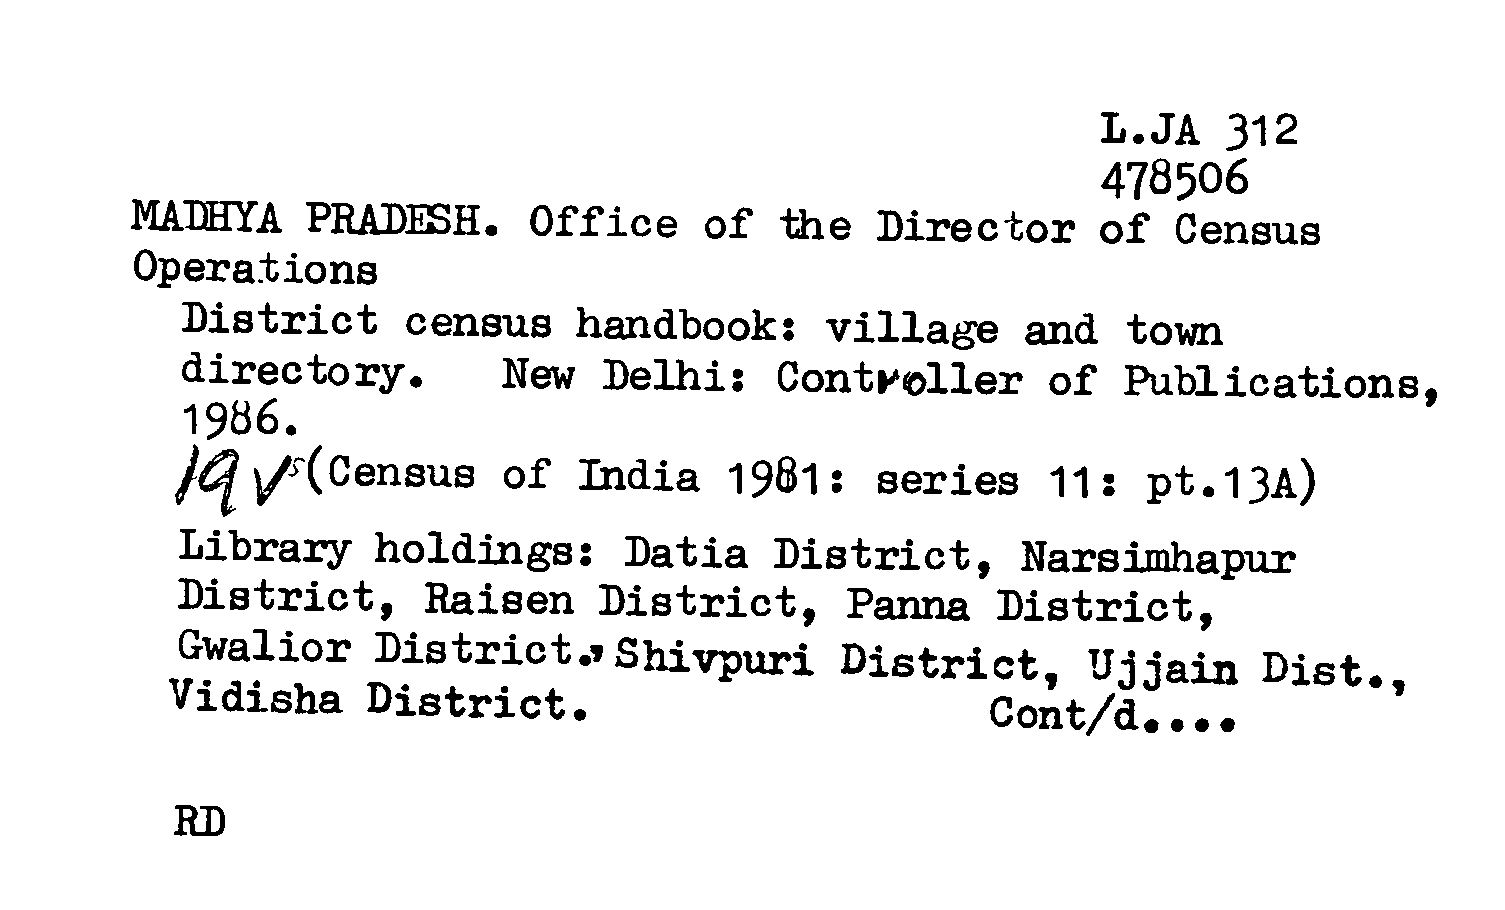 L.JA 312
478506
MADHYA PRADESH. Office of the Director of Census
Operations
District census handbook: village and town
directory. New Delhi: Controller of Publications,
1986.
19 vs (Census of India 1981: series 11: pt.13A)
Library holdings: Datia District, Narsimhapur
District, Raisen District, Panna District,
Gwalior District., Shivpuri District, Ujjain Dist.,
Vidisha District. Cont/d....
RD